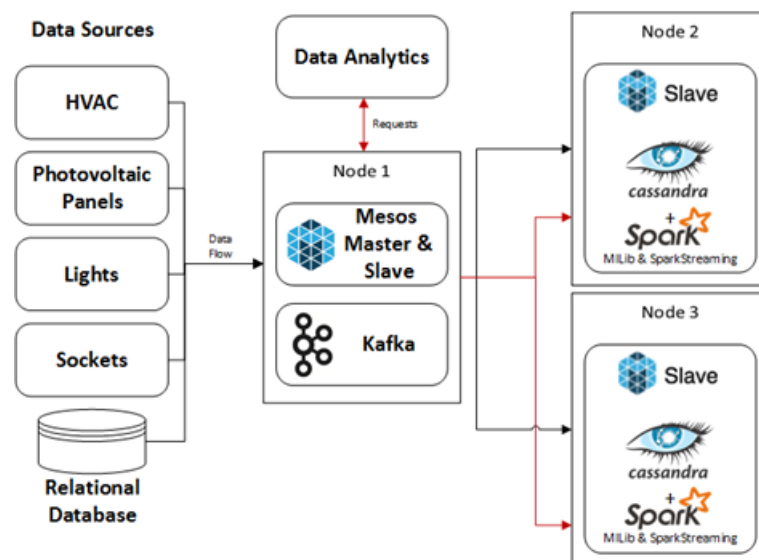 Data Sources
HVAC
Photovoltaic
Panels
Lights
Sockets
Relational
Database
Data
Flow
Data Analytics
Requests
Node 1
Mesos
Master &
Slave
Kafka
Node 2
Slave
cassandra
+
Spark
MlLib & SparkStreaming
Node 3
Slave
cassandra
+
Spark
MlLib & SparkStreaming